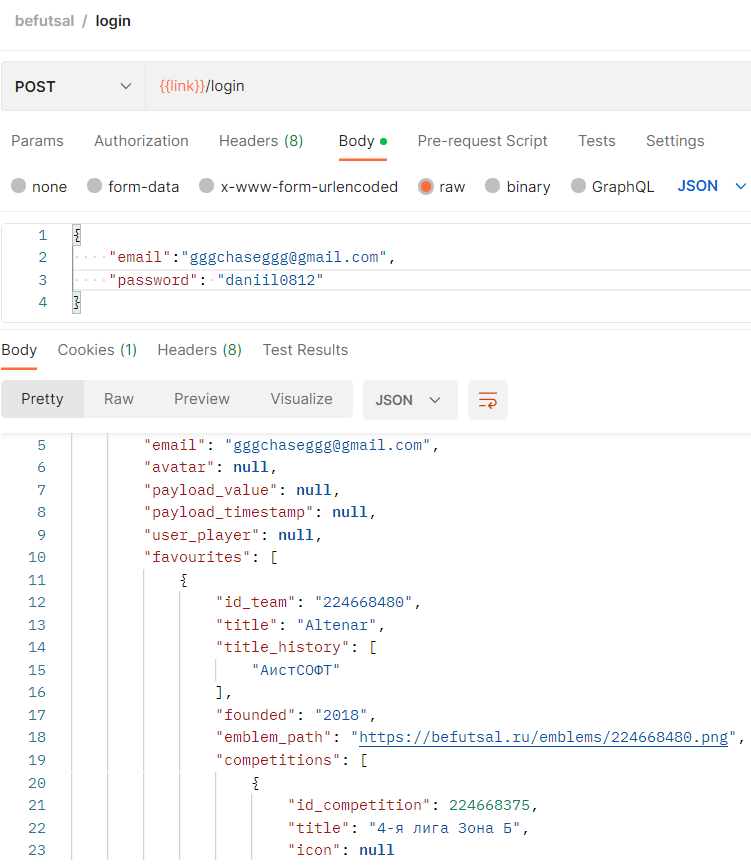 befutsal / login
POST {{link}}/login
Params Authorization Headers (8) Body Pre-request Script Tests Settings
none form-data x-www-form-urlencoded raw binary GraphQL JSON
1 {
2 "email":"gggchaseggg@gmail.com",
3 "password": "daniil0812"
4 }
Body Cookies (1) Headers (8) Test Results
Pretty Raw Preview Visualize JSON
5 "email": "gggchaseggg@gmail.com",
6 "avatar": null,
7 "payload_value": null,
8 "payload_timestamp": null,
9 "user_player": null,
10 "favourites": [
11 {
12 "id_team": "224668480",
13 "title": "Altenar",
14 "title_history": [
15 "АистСОФТ"
16 ],
17 "founded": "2018",
18 "emblem_path": "https://befutsal.ru/emblems/224668480.png",
19 "competitions": [
20 {
21 "id_competition": 224668375,
22 "title": "4-я лига Зона Б",
23 "icon": null